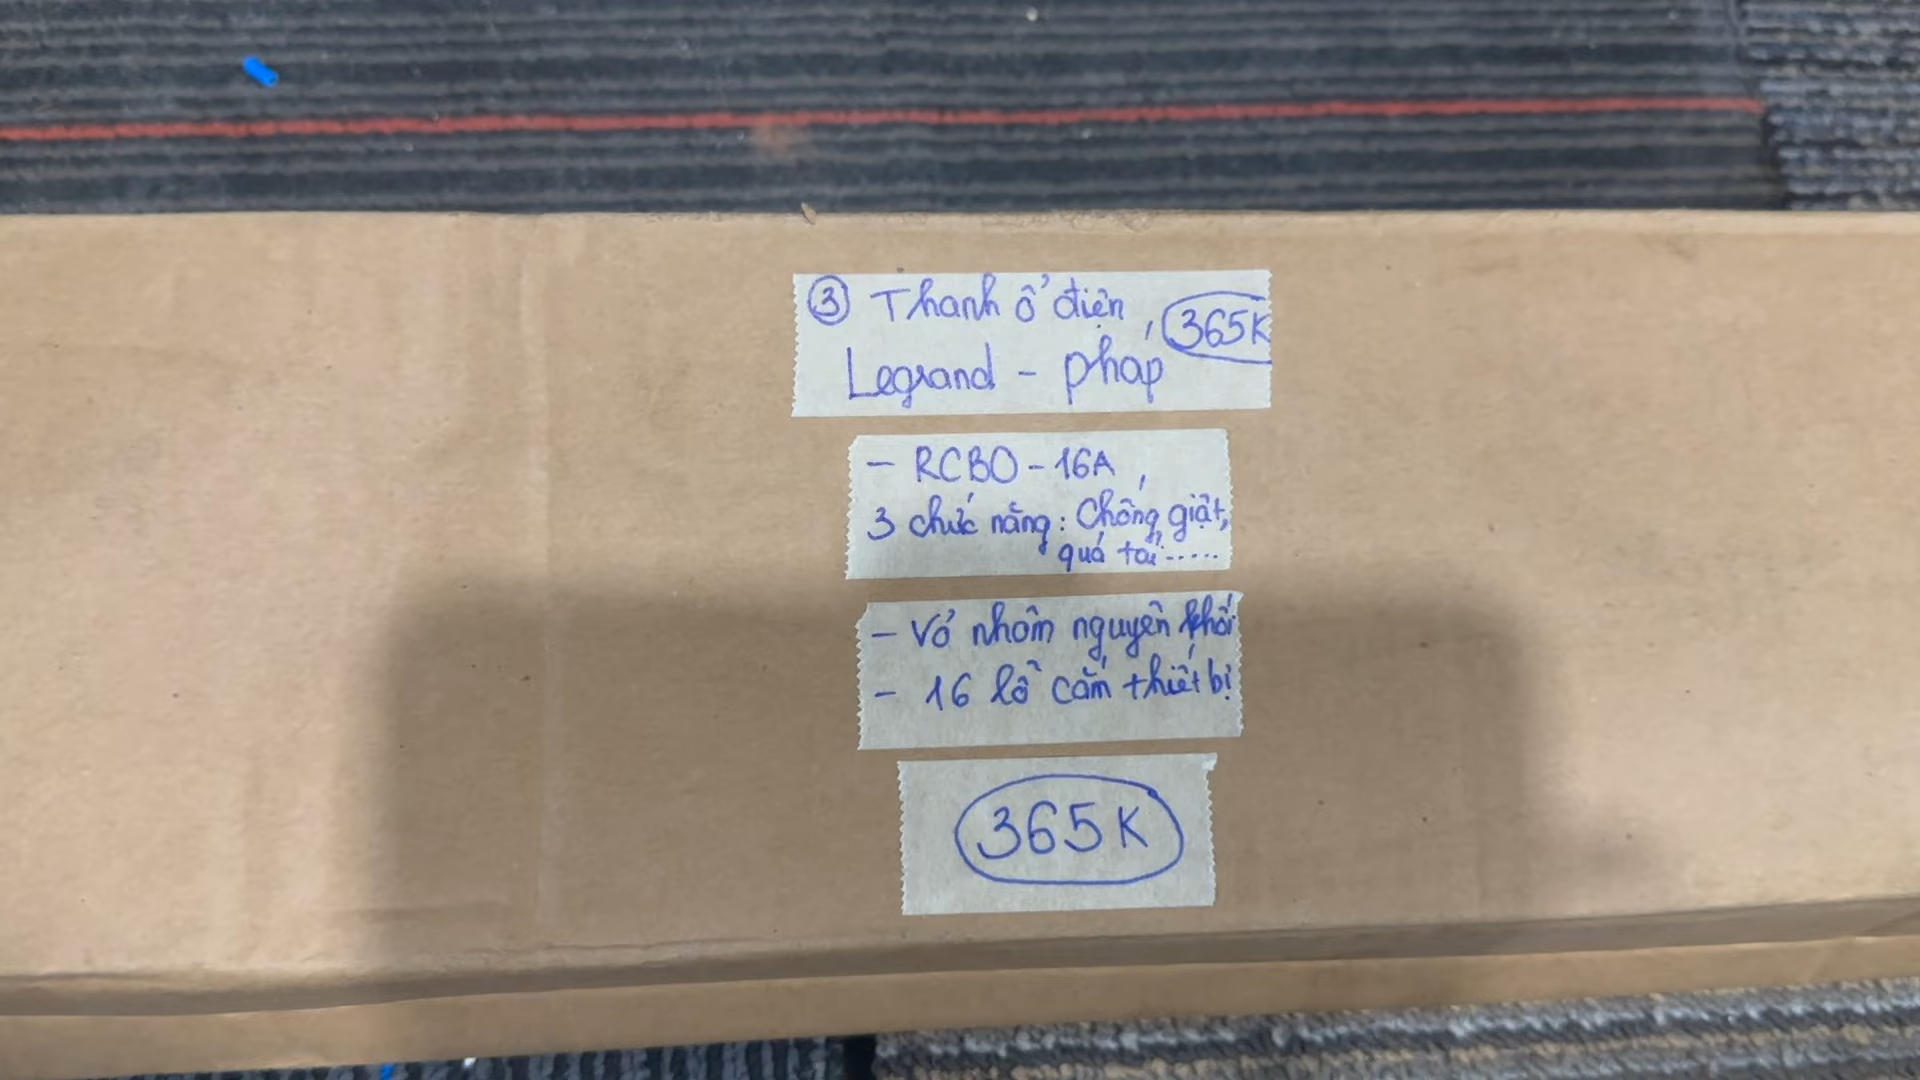 ③ Thanh ổ điện
365K
Legrand - pháp
- RCBO - 16A
3 chức năng: Chống giật,
quá tải.....
- Vỏ nhôm nguyên khối
- 16 lỗ cắm thiết bị
365K